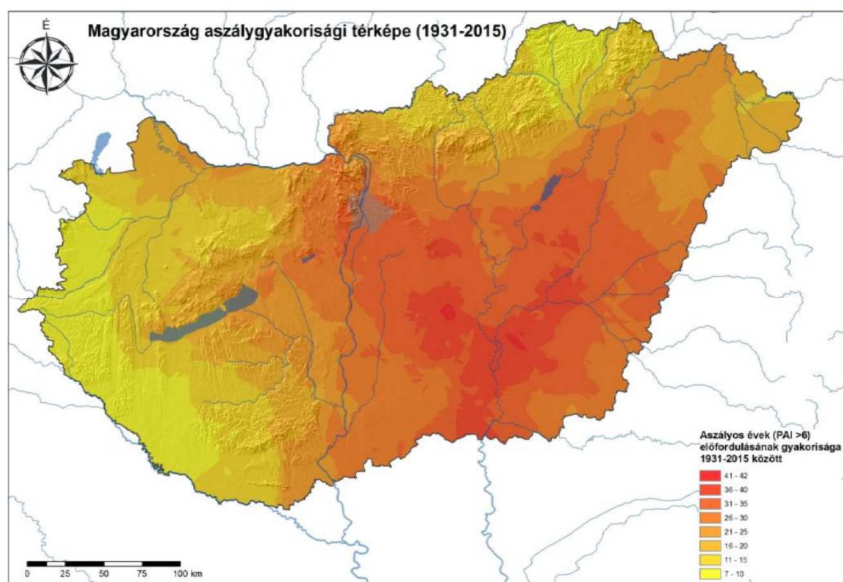 É
Magyarország aszálygyakorisági térképe (1931-2015)
Aszályos évek (PAI >6)
előfordulásának gyakorisága
1931-2015 között
41 - 42
36 - 40
31 - 35
26 - 30
21 - 25
16 - 20
11 - 15
7 - 10
0 25 50 75 100 km